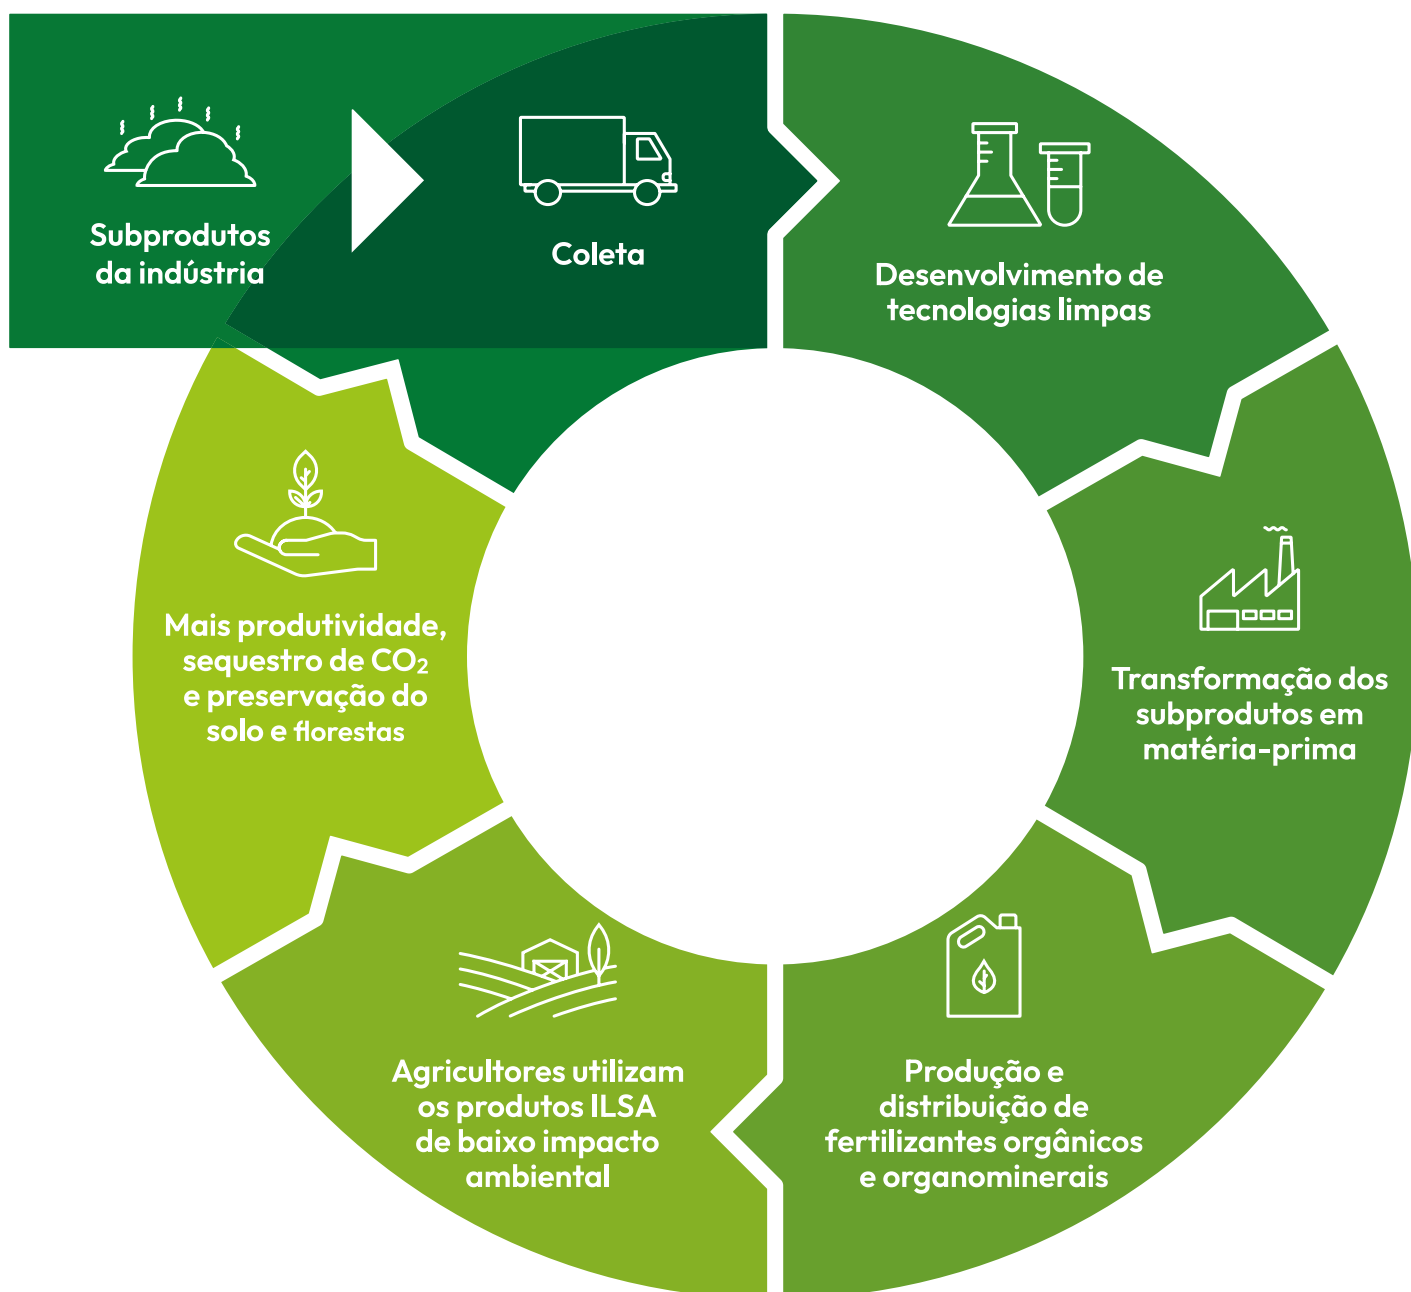 Subprodutos
da indústria
Coleta
Desenvolvimento de
tecnologias limpas
Transformação dos
subprodutos em
matéria-prima
Produção e
distribuição de
fertilizantes orgânicos
e organominerais
Agricultores utilizam
os produtos ILSA
de baixo impacto
ambiental
Mais produtividade,
sequestro de CO₂
e preservação do
solo e florestas